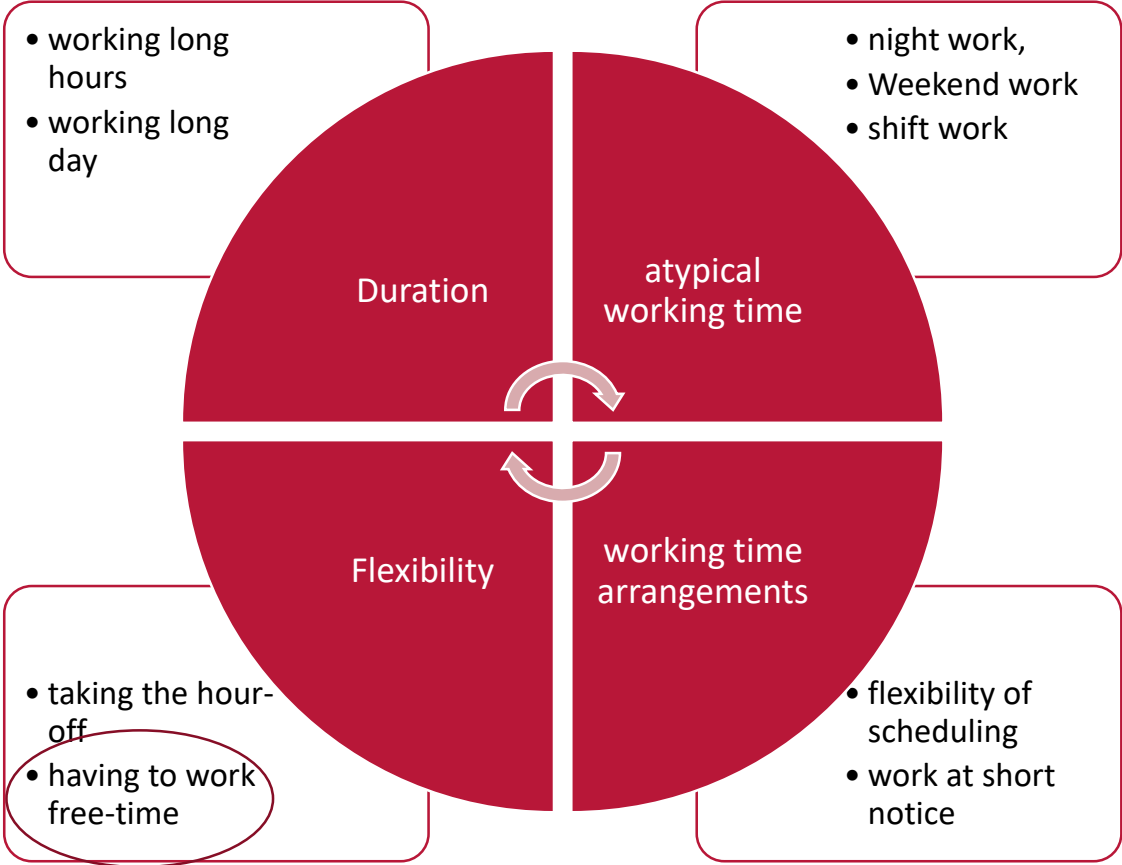 • working long
hours
• working long
day
• night work,
• Weekend work
• shift work
Duration
atypical
working time
Flexibility
working time
arrangements
• taking the hour-
off
• having to work
free-time
• flexibility of
scheduling
• work at short
notice